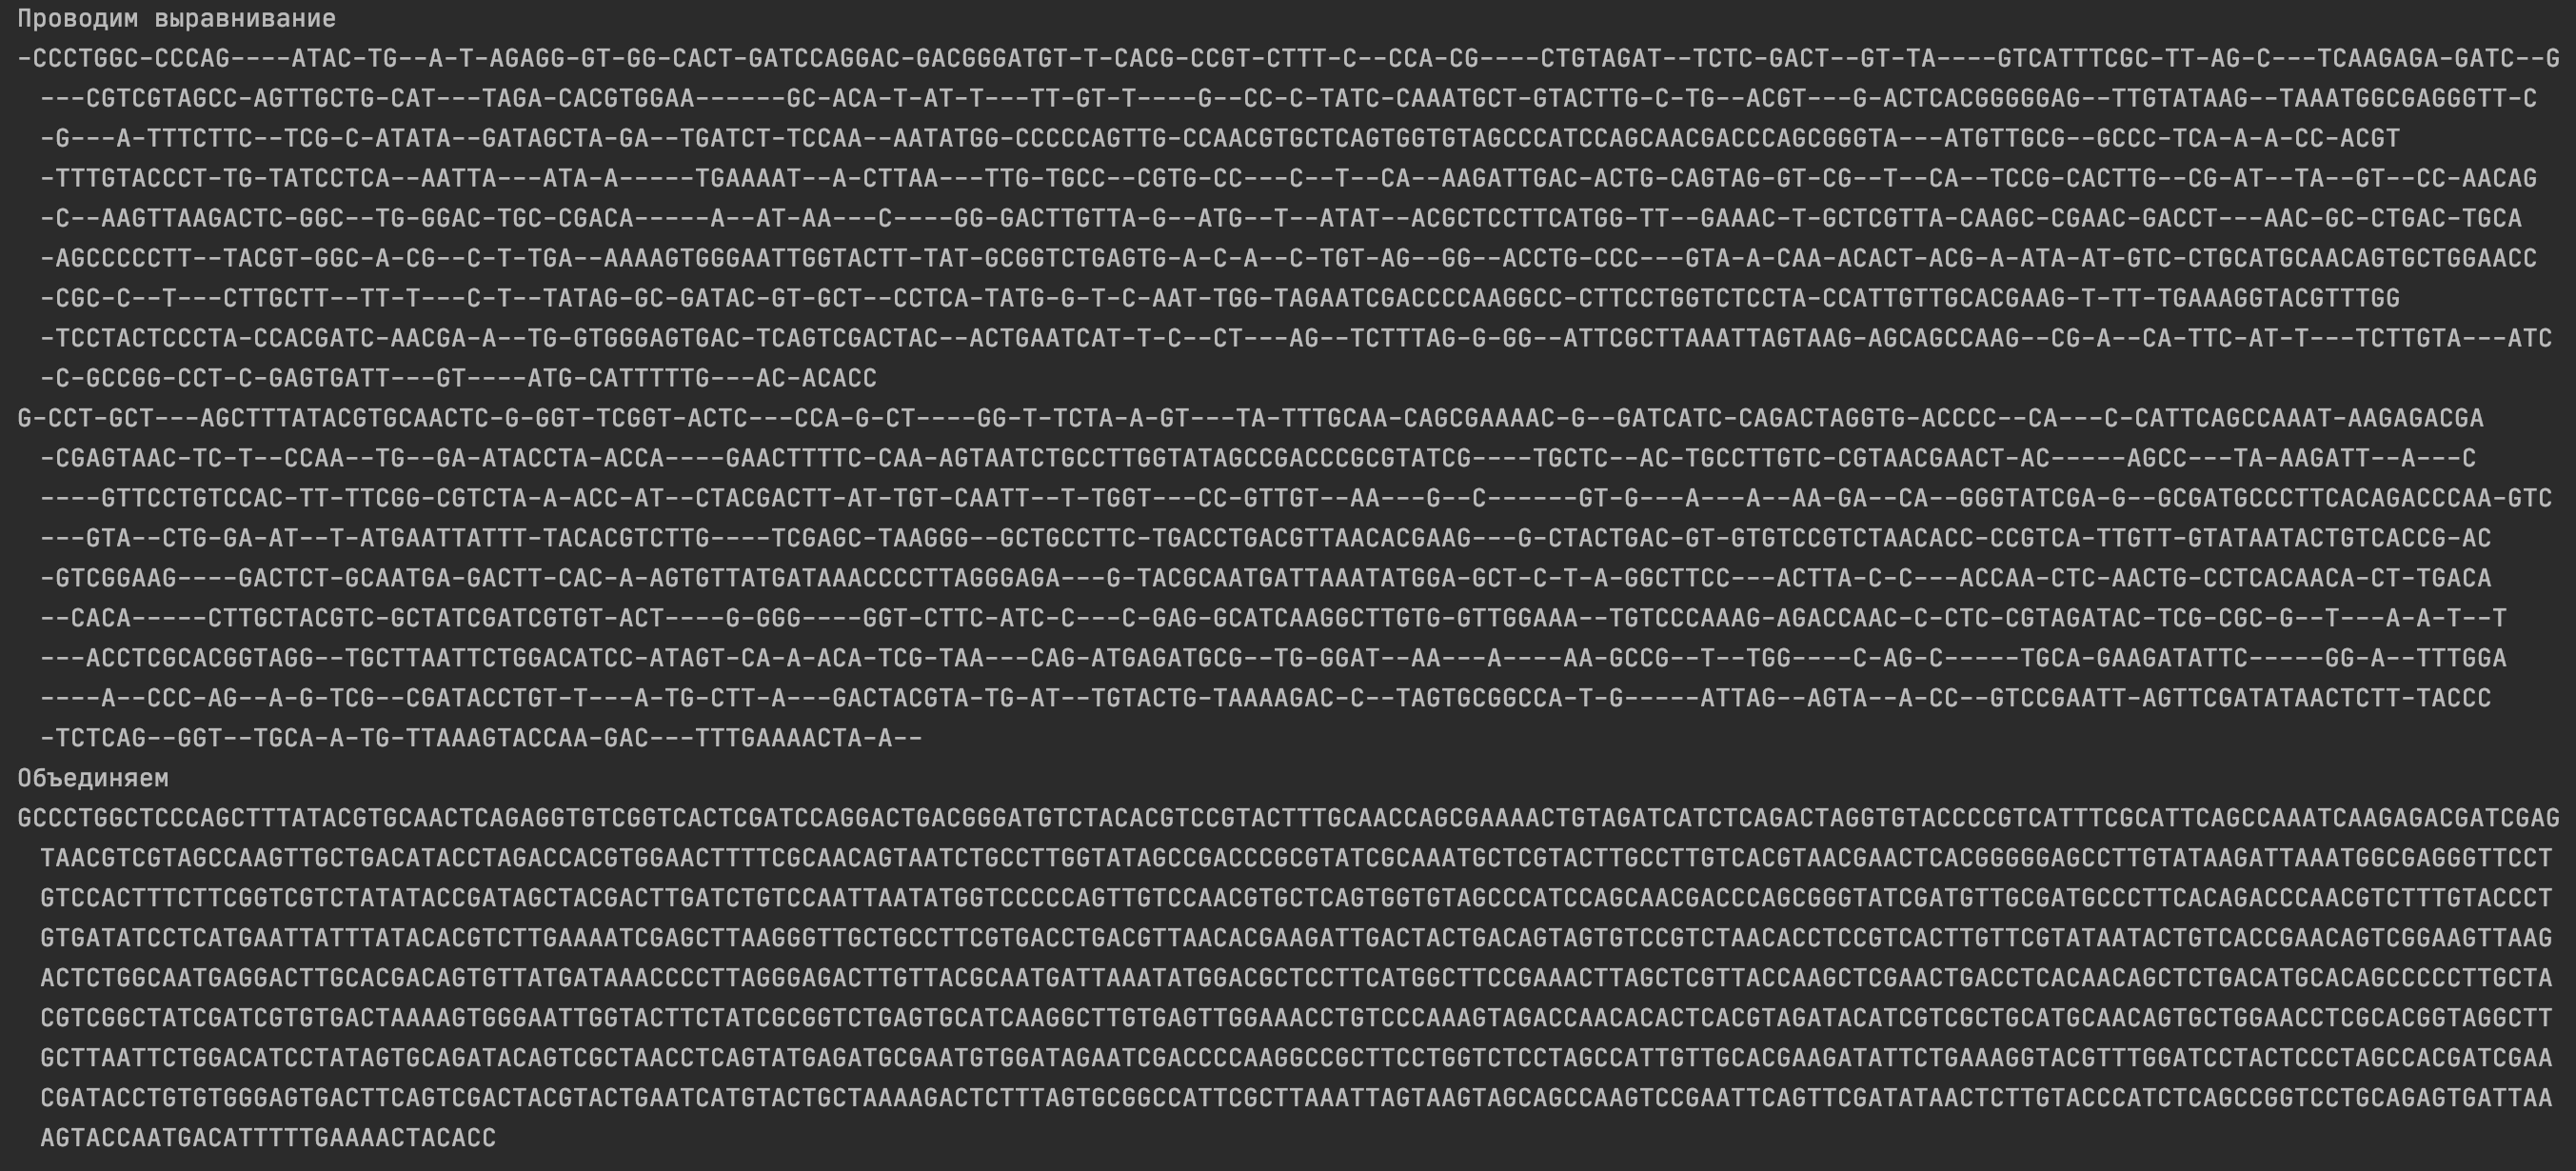 Проводим выравнивание
-CCCTGGC-CCCAG----ATAC-TG--A-T-AGAGG-GT-GG-CACT-GATCCAGGAC-GACGGGATGT-T-CACG-CCGT-CTTT-C--CCA-CG----CTGTAGAT--TCTC-GACT--GT-TA----GTCATTTCGC-TT-AG-C---TCAAGAGA-GATC--G
---CGTCGTAGCC-AGTTGCTG-CAT---TAGA-CACGTGGAA------GC-ACA-T-AT-T---TT-GT-T----G--CC-C-TATC-CAAATGCT-GTACTTG-C-TG--ACGT---G-ACTCACGGGGGAG--TTGTATAAG--TAAATGGCGAGGGTT-C
-G---A-TTTCTTC--TCG-C-ATATA--GATAGCTA-GA--TGATCT-TCCAA--AATATGG-CCCCCAGTTG-CCAACGTGCTCAGTGGTGTAGCCCATCCAGCAACGACCCAGCGGGTA---ATGTTGCG--GCCC-TCA-A-A-CC-ACGT
-TTTGTACCCT-TG-TATCCTCA--AATTA---ATA-A-----TGAAAAT--A-CTTAA---TTG-TGCC--CGTG-CC---C--T--CA--AAGATTGAC-ACTG-CAGTAG-GT-CG--T--CA--TCCG-CACTTG--CG-AT--TA--GT--CC-AACAG
-C--AAGTTAAGACTC-GGC--TG-GGAC-TGC-CGACA-----A--AT-AA---C----GG-GACTTGTTA-G--ATG--T--ATAT--ACGCTCCTTCATGG-TT--GAAAC-T-GCTCGTTA-CAAGC-CGAAC-GACCT---AAC-GC-CTGAC-TGCA
-AGCCCCCTT--TACGT-GGC-A-CG--C-T-TGA--AAAAGTGGGAATTGGTACTT-TAT-GCGGTCTGAGTG-A-C-A--C-TGT-AG--GG--ACCTG-CCC---GTA-A-CAA-ACACT-ACG-A-ATA-AT-GTC-CTGCATGCAACAGTGCTGGAACC
-CGC-C--T---CTTGCTT--TT-T---C-T--TATAG-GC-GATAC-GT-GCT--CCTCA-TATG-G-T-C-AAT-TGG-TAGAATCGACCCCAAGGCC-CTTCCTGGTCTCCTA-CCATTGTTGCACGAAG-T-TT-TGAAAGGTACGTTTGG
-TCCTACTCCCTA-CCACGATC-AACGA-A--TG-GTGGGAGTGAC-TCAGTCGACTAC--ACTGAATCAT-T-C--CT---AG--TCTTTAG-G-GG--ATTCGCTTAAATTAGTAAG-AGCAGCCAAG--CG-A--CA-TTC-AT-T---TCTTGTA---ATC
-C-GCCGG-CCT-C-GAGTGATT---GT----ATG-CATTTTTG---AC-ACACC
G-CCT-GCT---AGCTTTATACGTGCAACTC-G-GGT-TCGGT-ACTC---CCA-G-CT----GG-T-TCTA-A-GT---TA-TTTGCAA-CAGCGAAAAC-G--GATCATC-CAGACTAGGTG-ACCCC--CA---C-CATTCAGCCAAAT-AAGAGACGA
-CGAGTAAC-TC-T--CCAA--TG--GA-ATACCTA-ACCA----GAACTTTTC-CAA-AGTAATCTGCCTTGGTATAGCCGACCCGCGTATCG----TGCTC--AC-TGCCTTGTC-CGTAACGAACT-AC-----AGCC---TA-AAGATT--A---C
----GTTCCTGTCCAC-TT-TTCGG-CGTCTA-A-ACC-AT--CTACGACTT-AT-TGT-CAATT--T-TGGT---CC-GTTGT--AA---G--C------GT-G---A---A--AA-GA--CA--GGGTATCGA-G--GCGATGCCCTTCACAGACCCAA-GTC
---GTA--CTG-GA-AT--T-ATGAATTATTT-TACACGTCTTG----TCGAGC-TAAGGG--GCTGCCTTC-TGACCTGACGTTAACACGAAG---G-CTACTGAC-GT-GTGTCCGTCTAACACC-CCGTCA-TTGTT-GTATAATACTGTCACCG-AC
-GTCGGAAG----GACTCT-GCAATGA-GACTT-CAC-A-AGTGTTATGATAAACCCCTTAGGGAGA---G-TACGCAATGATTAAATATGGA-GCT-C-T-A-GGCTTCC---ACTTA-C-C---ACCAA-CTC-AACTG-CCTCACAACA-CT-TGACA
--CACA-----CTTGCTACGTC-GCTATCGATCGTGT-ACT----G-GGG----GGT-CTTC-ATC-C---C-GAG-GCATCAAGGCTTGTG-GTTGGAAA--TGTCCCAAAG-AGACCAAC-C-CTC-CGTAGATAC-TCG-CGC-G--T---A-A-T--T
---ACCTCGCACGGTAGG--TGCTTAATTCTGGACATCC-ATAGT-CA-A-ACA-TCG-TAA---CAG-ATGAGATGCG--TG-GGAT--AA---A----AA-GCCG--T--TGG----C-AG-C-----TGCA-GAAGATATTC-----GG-A--TTTGGA
----A--CCC-AG--A-G-TCG--CGATACCTGT-T---A-TG-CTT-A---GACTACGTA-TG-AT--TGTACTG-TAAAAGAC-C--TAGTGCGGCCA-T-G-----ATTAG--AGTA--A-CC--GTCCGAATT-AGTTCGATATAACTCTT-TACCC
-TCTCAG--GGT--TGCA-A-TG-TTAAAGTACCAA-GAC---TTTGAAAACTA-A--
Объединяем
GCCCTGGCTCCCAGCTTTATACGTGCAACTCAGAGGTGTCGGTCACTCGATCCAGGACTGACGGGATGTCTACACGTCCGTACTTTGCAACCAGCGAAAACTGTAGATCATCTCAGACTAGGTGTACCCCGTCATTTCGCATTCAGCCAAATCAAGAGACGATCGAG
TAACGTCGTAGCCAAGTTGCTGACATACCTAGACCACGTGGAACTTTTCGCAACAGTAATCTGCCTTGGTATAGCCGACCCGCGTATCGCAAATGCTCGTACTTGCCTTGTCACGTAACGAACTCACGGGGGAGCCTTGTATAAGATTAAATGGCGAGGGTTCCT
GTCCACTTTCTTCGGTCGTCTATATACCGATAGCTACGACTTGATCTGTCCAATTAATATGGTCCCCCAGTTGTCCAACGTGCTCAGTGGTGTAGCCCATCCAGCAACGACCCAGCGGGTATCGATGTTGCGATGCCCTTCACAGACCCAACGTCTTTGTACCCT
GTGATATCCTCATGAATTATTTATACACGTCTTGAAAATCGAGCTTAAGGGTTGCTGCCTTCGTGACCTGACGTTAACACGAAGATTGACTACTGACAGTAGTGTCCGTCTAACACCTCCGTCACTTGTTCGTATAATACTGTCACCGAACAGTCGGAAGTTAAG
ACTCTGGCAATGAGGACTTGCACGACAGTGTTATGATAAACCCCTTAGGGAGACTTGTTACGCAATGATTAAATATGGACGCTCCTTCATGGCTTCCGAAACTTAGCTCGTTACCAAGCTCGAACTGACCTCACAACAGCTCTGACATGCACAGCCCCCTTGCTA
CGTCGGCTATCGATCGTGTGACTAAAAGTGGGAATTGGTACTTCTATCGCGGTCTGAGTGCATCAAGGCTTGTGAGTTGGAAACCTGTCCCAAAGTAGACCAACACACTCACGTAGATACATCGTCGCTGCATGCAACAGTGCTGGAACCTCGCACGGTAGGCTT
GCTTAATTCTGGACATCCTATAGTGCAGATACAGTCGCTAACCTCAGTATGAGATGCGAATGTGGATAGAATCGACCCCAAGGCCGCTTCCTGGTCTCCTAGCCATTGTTGCACGAAGATATTCTGAAAGGTACGTTTGGATCCTACTCCCTAGCCACGATCGAA
CGATACCTGTGTGGGAGTGACTTCAGTCGACTACGTACTGAATCATGTACTGCTAAAAGACTCTTTAGTGCGGCCATTCGCTTAAATTAGTAAGTAGCAGCCAAGTCCGAATTCAGTTCGATATAACTCTTGTACCCATCTCAGCCGGTCCTGCAGAGTGATTAA
AGTACCAATGACATTTTTGAAAACTACACC